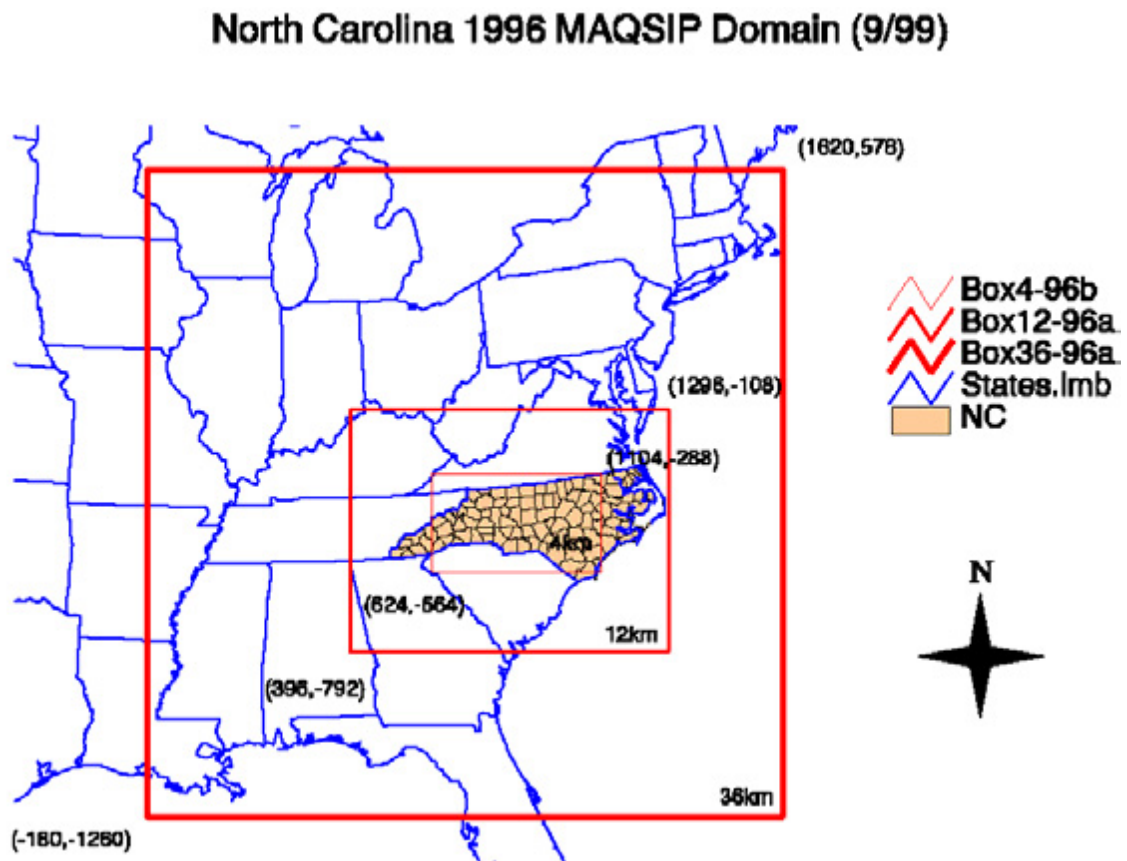 North Carolina 1996 MAQSIP Domain (9/99)
(1620,576)
Box4-96b
Box12-96a
Box36-96a
States.lmb
NC
(1296,-108)
(1104,-288)
4km
(624,-564)
12km
(396,-792)
36km
(-180,-1260)
N